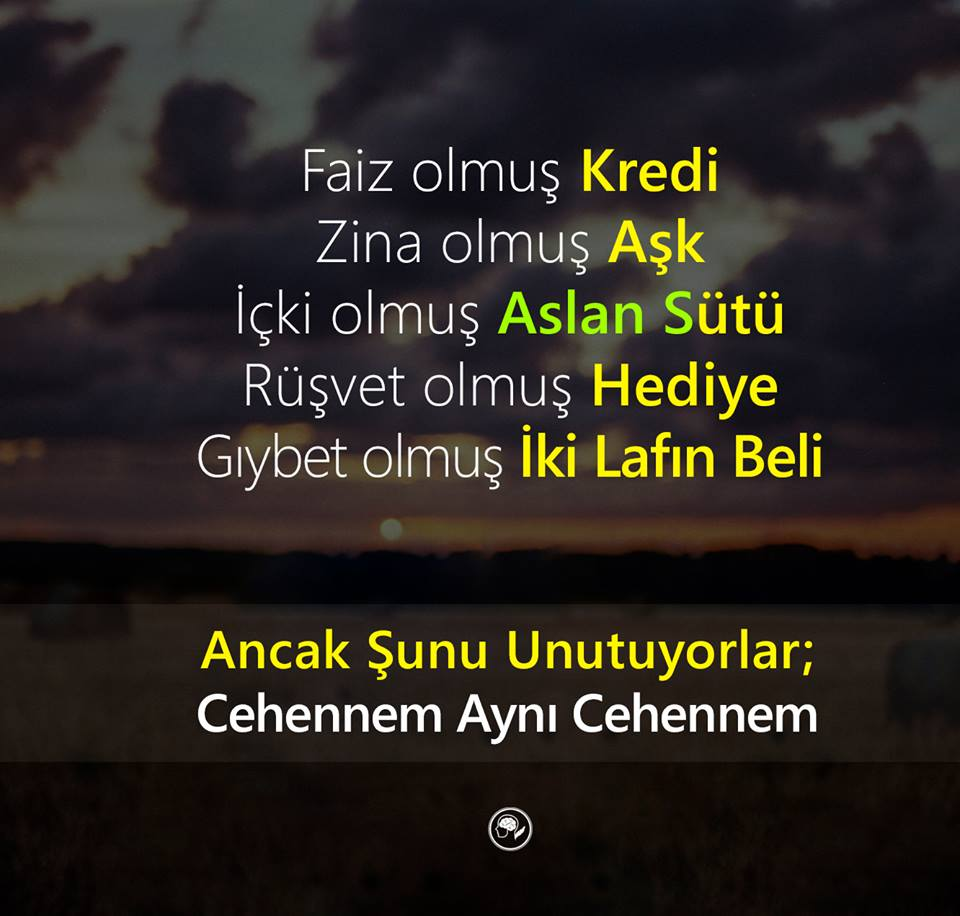 Faiz olmuş Kredi
Zina olmuş Aşk
İçki olmuş Aslan Sütü
Rüşvet olmuş Hediye
Gıybet olmuş İki Lafın Beli
Ancak Şunu Unutuyorlar;
Cehennem Aynı Cehennem